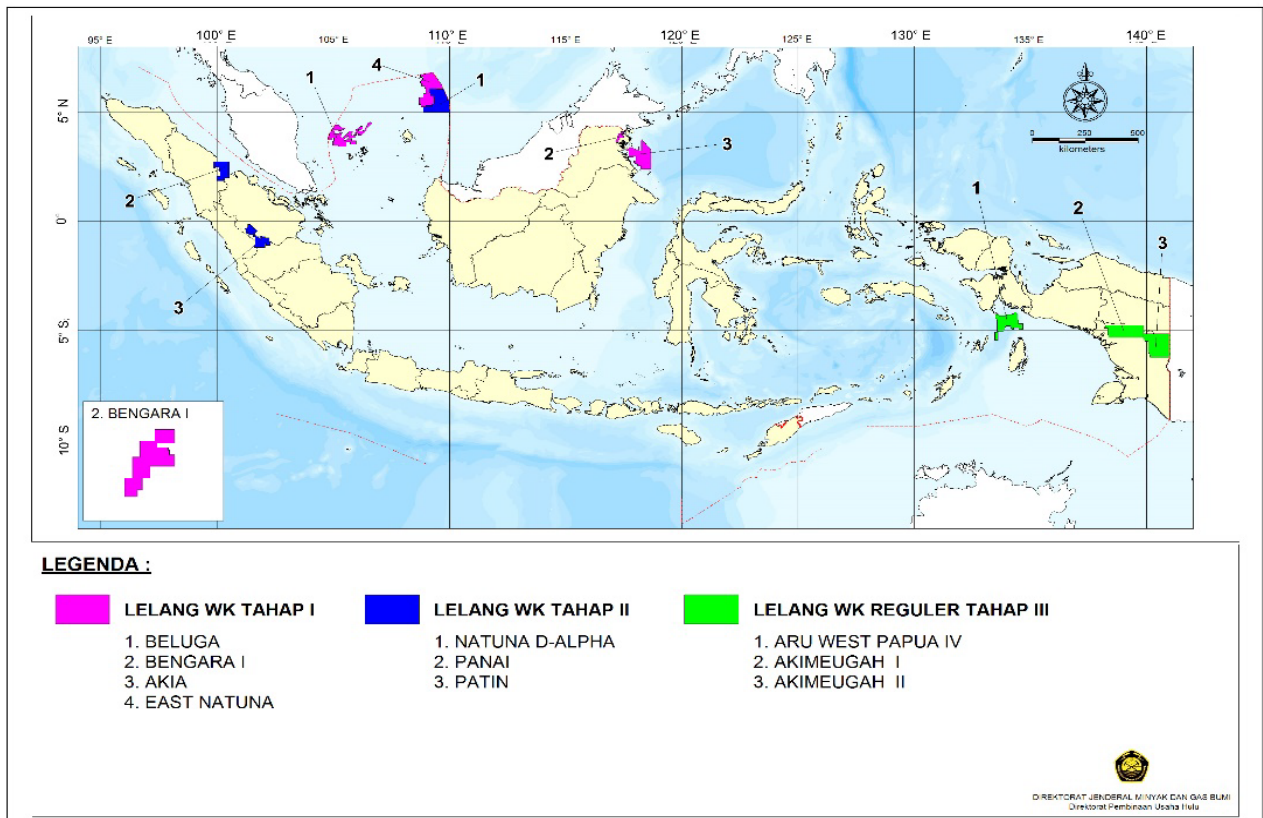 95° E 100° E 105° E 110° E 115° E 120° E 125° E 130° E 135° E 140° E
4
1
1
5° N
2
3
1
2
3
0 250 500
kilometers
2
0°
3
5° S.
10° S
2. BENGARA I
LEGENDA :
LELANG WK TAHAP I
1. BELUGA
2. BENGARA I
3. AKIA
4. EAST NATUNA
LELANG WK TAHAP II
1. NATUNA D-ALPHA
2. PANAI
3. PATIN
LELANG WK REGULER TAHAP III
1. ARU WEST PAPUA IV
2. AKIMEUGAH I
3. AKIMEUGAH II
DIREKTORAT JENDERAL MINYAK DAN GAS BUMI
Direktorat Pembinaan Usaha Hulu